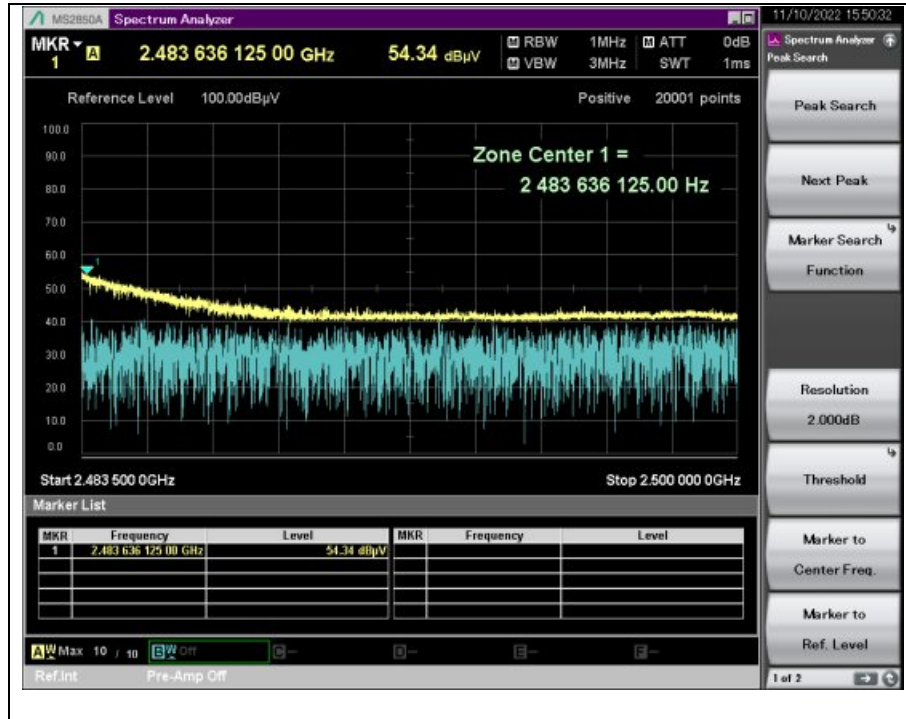 MS2850A Spectrum Analyzer
11/10/2022 15:50:32
MKR 1 A 2.483 636 125 00 GHz 54.34 dBµV
M RBW 1MHz M ATT 0dB
M VBW 3MHz SWT 1ms
Reference Level 100.00dBµV Positive 20001 points
100.0
90.0
80.0
70.0
60.0
50.0
40.0
30.0
20.0
10.0
0.0
Zone Center 1 =
2 483 636 125.00 Hz
1
Start 2.483 500 0GHz Stop 2.500 000 0GHz
Marker List
MKR Frequency Level MKR Frequency Level
1 2.483 636 125 00 GHz 54.34 dBµV
A W Max 10 / 10 B W Off C -- D -- E -- F --
Ref.Int Pre-Amp Off
Spectrum Analyzer
Peak Search
Peak Search
Next Peak
Marker Search
Function
Resolution
2.000dB
Threshold
Marker to
Center Freq.
Marker to
Ref. Level
1 of 2